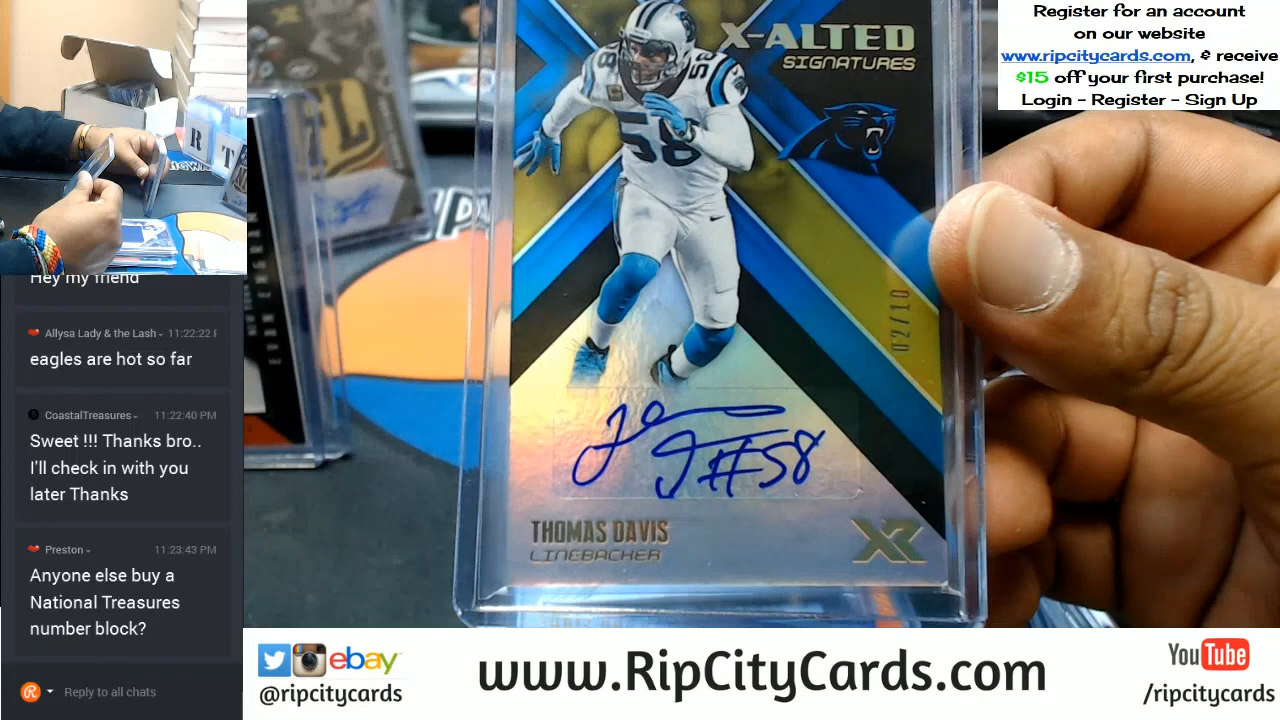 Register for an account
on our website
www.ripcitycards.com, & receive
$15 off your first purchase!
Login - Register - Sign Up
X-ALTED
SIGNATURES
58
58
02/10
#58
THOMAS DAVIS
LINEBACKER
XR
R
T
Hey my friend
Allysa Lady & the Lash - 11:22:22
eagles are hot so far
CoastalTreasures - 11:22:40 PM
Sweet !!! Thanks bro..
I'll check in with you
later Thanks
Preston - 11:23:43 PM
Anyone else buy a
National Treasures
number block?
Reply to all chats
ebay
@ripcitycards
www.RipCityCards.com
YouTube
/ripcitycards